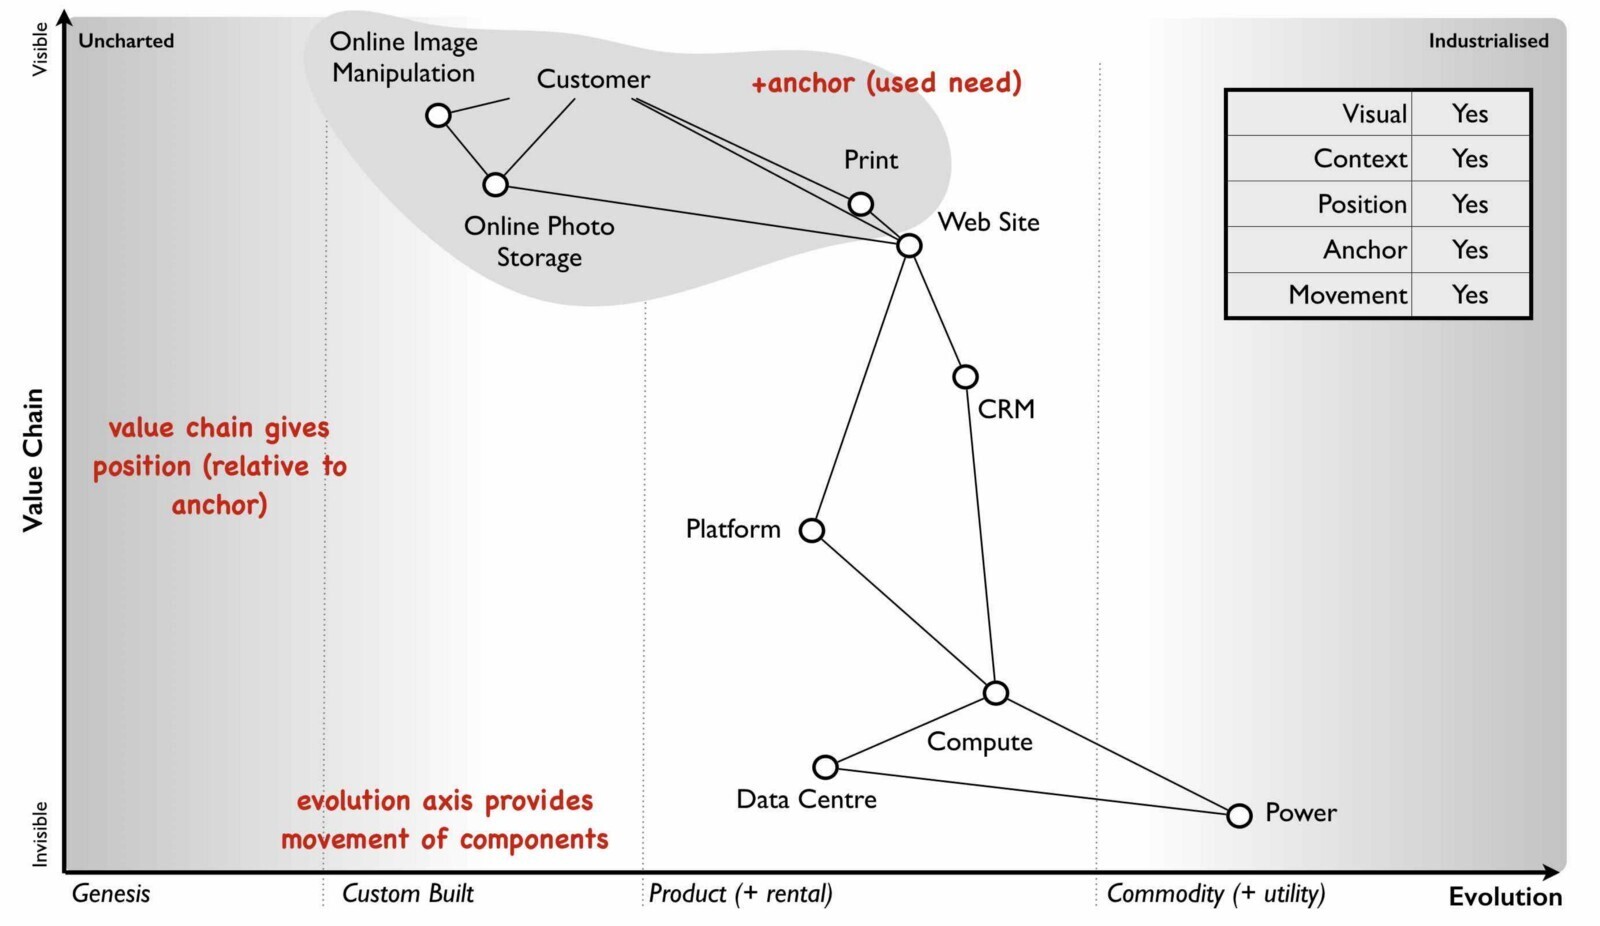 Visible
Uncharted
Online Image
Manipulation
Customer
+anchor (used need)
Industrialised
Visual Yes
Context Yes
Position Yes
Anchor Yes
Movement Yes
Print
Web Site
Online Photo
Storage
CRM
Value Chain
value chain gives
position (relative to
anchor)
Platform
Compute
Data Centre
Power
evolution axis provides
movement of components
Invisible
Genesis
Custom Built
Product (+ rental)
Commodity (+ utility)
Evolution